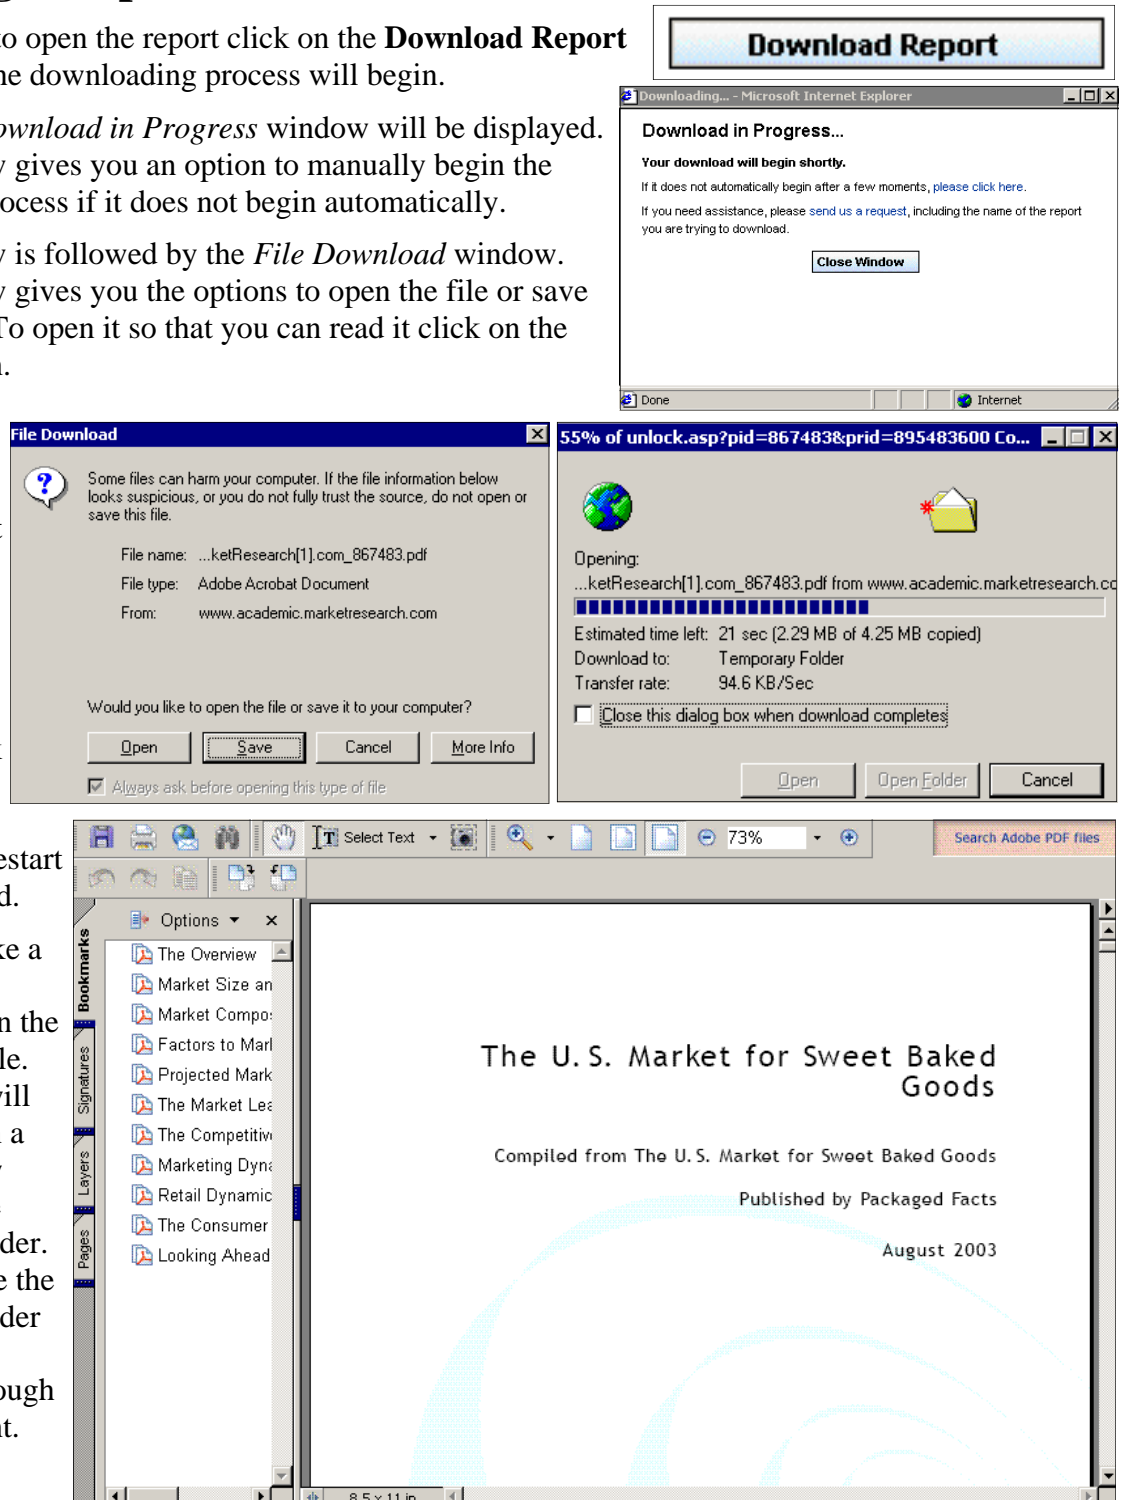 to open the report click on the Download Report
downloading process will begin.
Download Report
in Progress window will be displayed.
gives you an option to manually begin the
if it does not begin automatically.
is followed by the File Download window.
gives you the options to open the file or save
To open it so that you can read it click on the
Downloading... - Microsoft Internet Explorer
Download in Progress...
Your download will begin shortly.
If it does not automatically begin after a few moments, please click here.
If you need assistance, please send us a request, including the name of the report
you are trying to download.
Close Window
Done
Internet
File Download
Some files can harm your computer. If the file information below
looks suspicious, or you do not fully trust the source, do not open or
save this file.
File name: ...ketResearch[1].com_867483.pdf
File type: Adobe Acrobat Document
From: www.academic.marketresearch.com
Would you like to open the file or save it to your computer?
Open Save Cancel More Info
Always ask before opening this type of file
55% of unlock.asp?pid=867483&prid=895483600 Co...
Opening:
...ketResearch[1].com_867483.pdf from www.academic.marketresearch.cc
Estimated time left: 21 sec (2.29 MB of 4.25 MB copied)
Download to: Temporary Folder
Transfer rate: 94.6 KB/Sec
Close this dialog box when download completes
Open Open Folder Cancel
estart
d.
ke a
n the
le.
will
a
der.
e the
der
ough
nt.
Select Text
73%
Search Adobe PDF files
Options
Bookmarks
Signatures
Layers
Pages
The Overview
Market Size an
Market Compo
Factors to Mar
Projected Mark
The Market Lea
The Competitiv
Marketing Dyna
Retail Dynamic
The Consumer
Looking Ahead
The U.S. Market for Sweet Baked
Goods
Compiled from The U.S. Market for Sweet Baked Goods
Published by Packaged Facts
August 2003
8.5 x 11 in